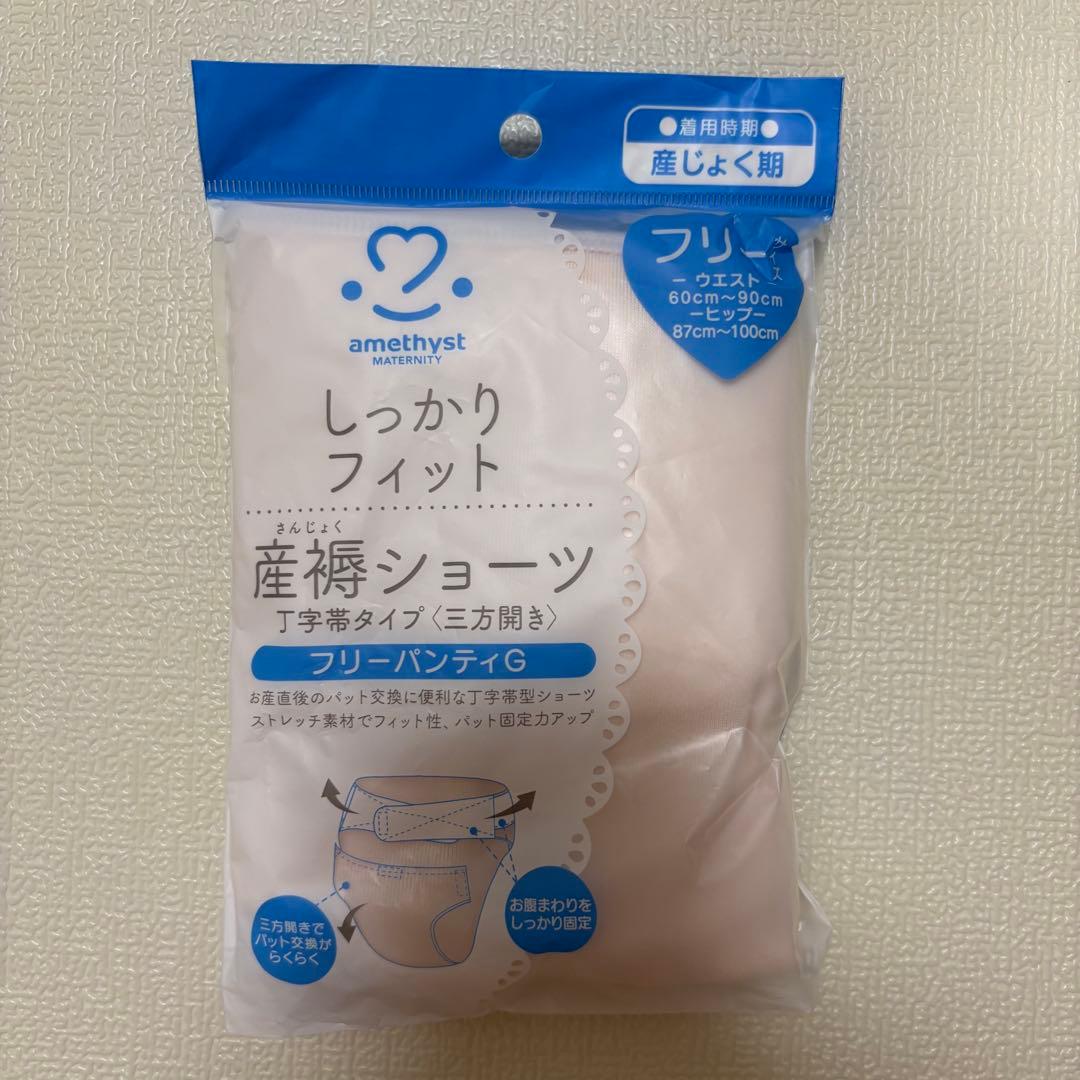 ●着用時期●
産じょく期
フリーサイズ
ー ウエスト
60cm〜90cm
ーヒップー
87cm〜100cm
amethyst
MATERNITY
しっかり
フィット
さんじょく
産褥ショーツ
丁字帯タイプ〈三方開き〉
フリーパンティG
お産直後のパット交換に便利な丁字帯型ショーツ
ストレッチ素材でフィット性、パット固定力アップ
お腹まわりを
しっかり固定
三方開きで
パット交換が
らくらく